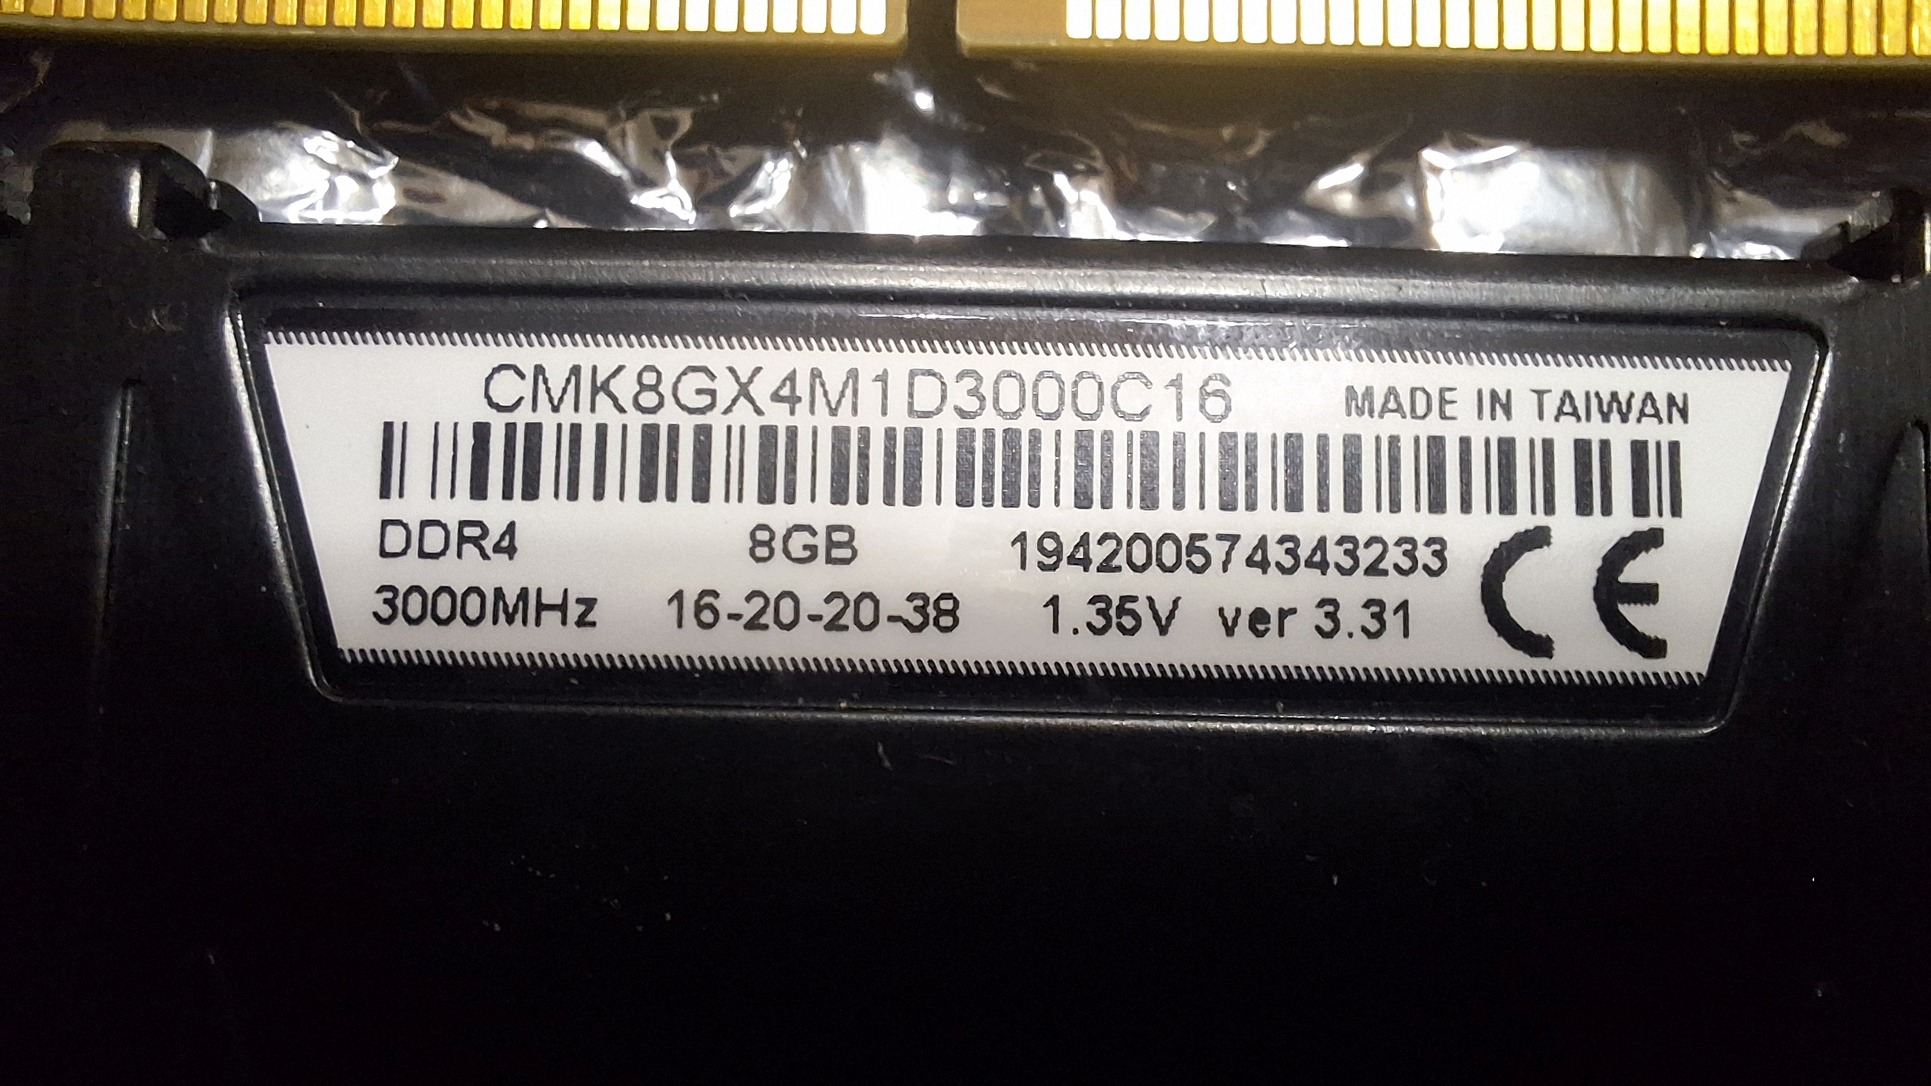 CMK8GX4M1D3000C16 MADE IN TAIWAN
DDR4 8GB 194200574343233
3000MHz 16-20-20-38 1.35V ver 3.31 CE